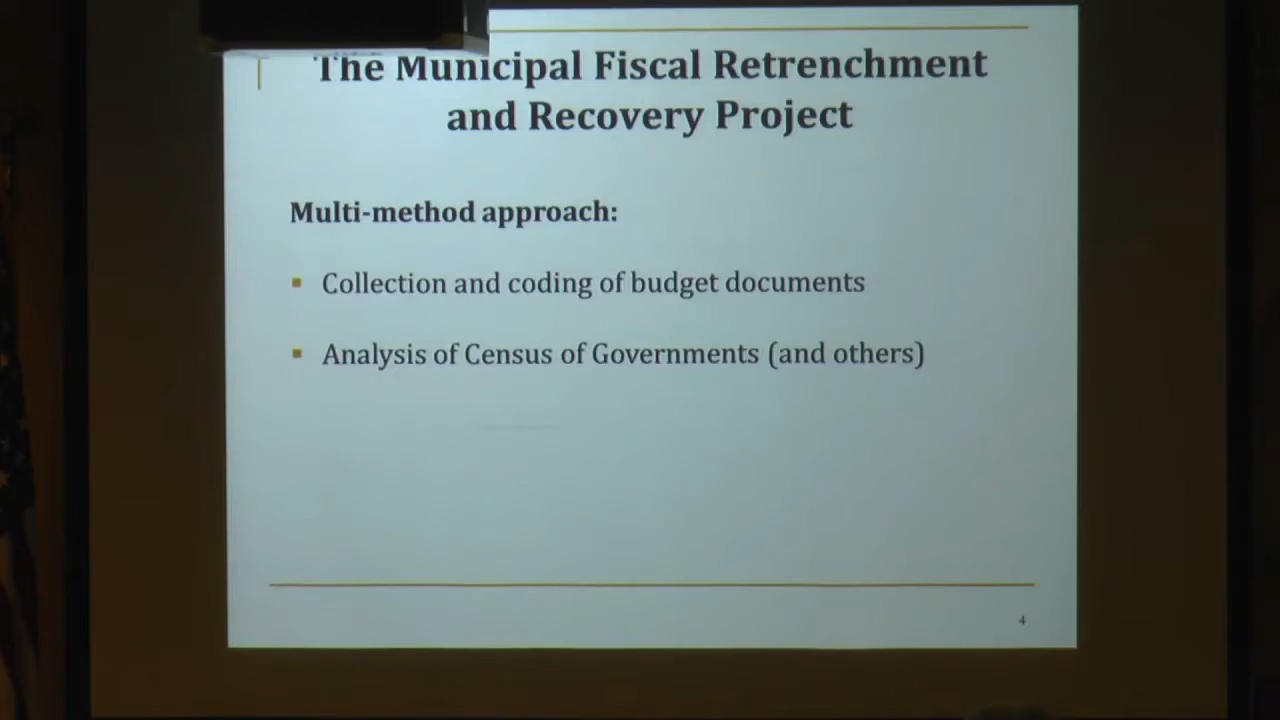 The Municipal Fiscal Retrenchment
and Recovery Project
Multi-method approach:
▪ Collection and coding of budget documents
▪ Analysis of Census of Governments (and others)
4